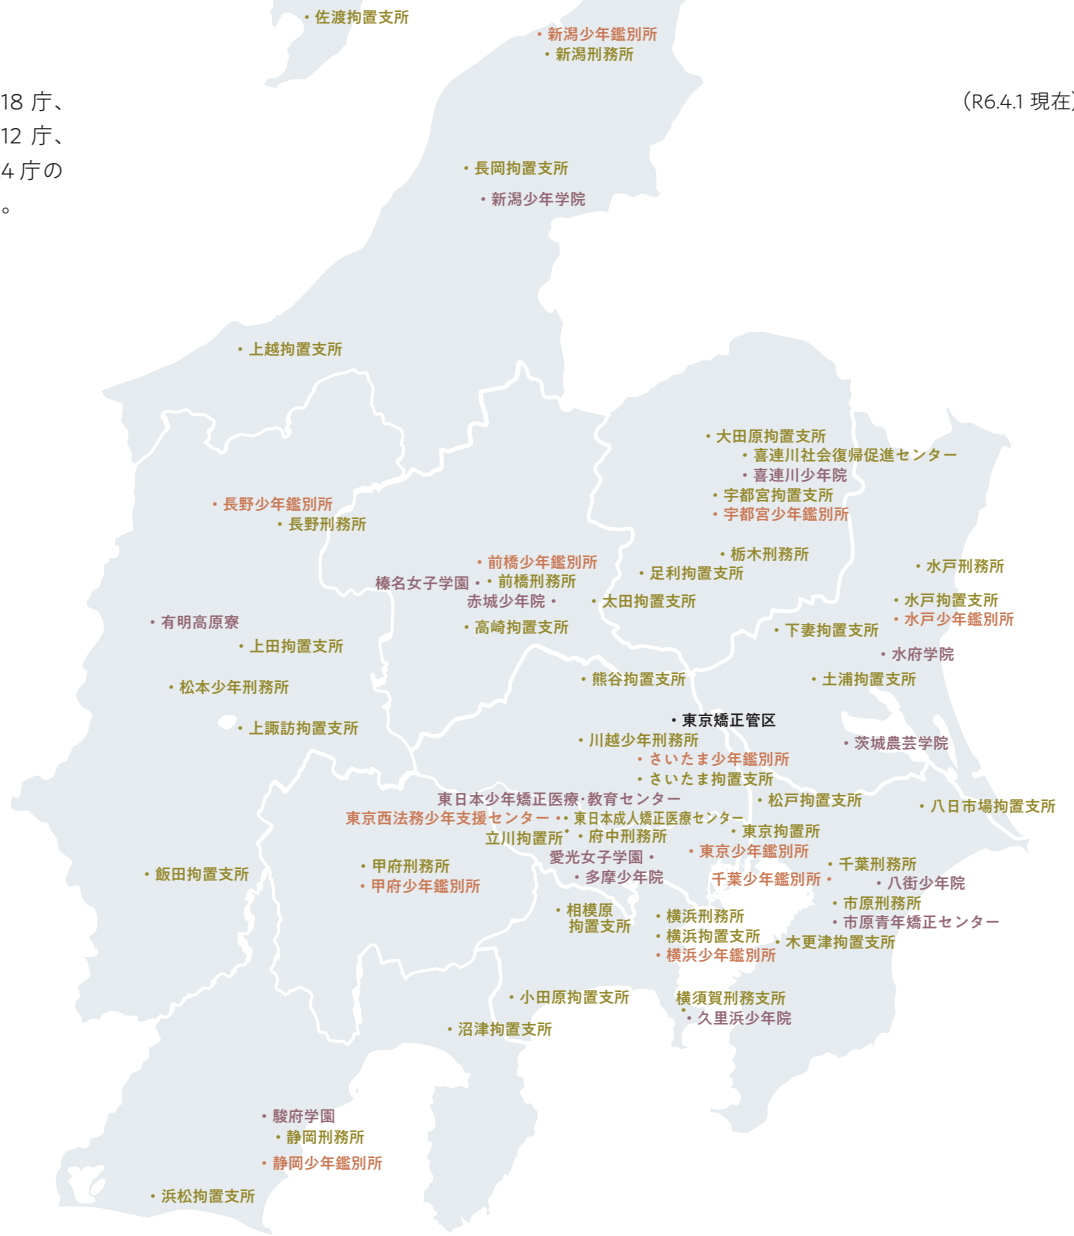 ・佐渡拘置支所
・新潟少年鑑別所
・新潟刑務所
18 庁、
12 庁、
4 庁の
。
(R6.4.1 現在)
・長岡拘置支所
・新潟少年学院
・上越拘置支所
・大田原拘置支所
・喜連川社会復帰促進センター
・喜連川少年院
・宇都宮拘置支所
・宇都宮少年鑑別所
・長野少年鑑別所
・長野刑務所
・栃木刑務所
・足利拘置支所
・前橋少年鑑別所
榛名女子学園・
・前橋刑務所
赤城少年院・
・太田拘置支所
・高崎拘置支所
・水戸刑務所
・水戸拘置支所
・水戸少年鑑別所
・下妻拘置支所
・水府学院
・土浦拘置支所
・有明高原寮
・上田拘置支所
・松本少年刑務所
・上諏訪拘置支所
・熊谷拘置支所
・東京矯正管区
・川越少年刑務所
・さいたま少年鑑別所
・さいたま拘置支所
・茨城農芸学院
東日本少年矯正医療・教育センター
東京西法務少年支援センター・
・東日本成人矯正医療センター
立川拘置所
・府中刑務所
・松戸拘置支所
・八日市場拘置支所
・東京拘置所
・東京少年鑑別所
愛光女子学園・
・多摩少年院
・千葉刑務所
千葉少年鑑別所・
・八街少年院
・市原刑務所
・市原青年矯正センター
・木更津拘置支所
・飯田拘置支所
・甲府刑務所
・甲府少年鑑別所
・相模原
拘置支所
・横浜刑務所
・横浜拘置支所
・横浜少年鑑別所
・小田原拘置支所
横須賀刑務支所
・久里浜少年院
・沼津拘置支所
・駿府学園
・静岡刑務所
・静岡少年鑑別所
・浜松拘置支所